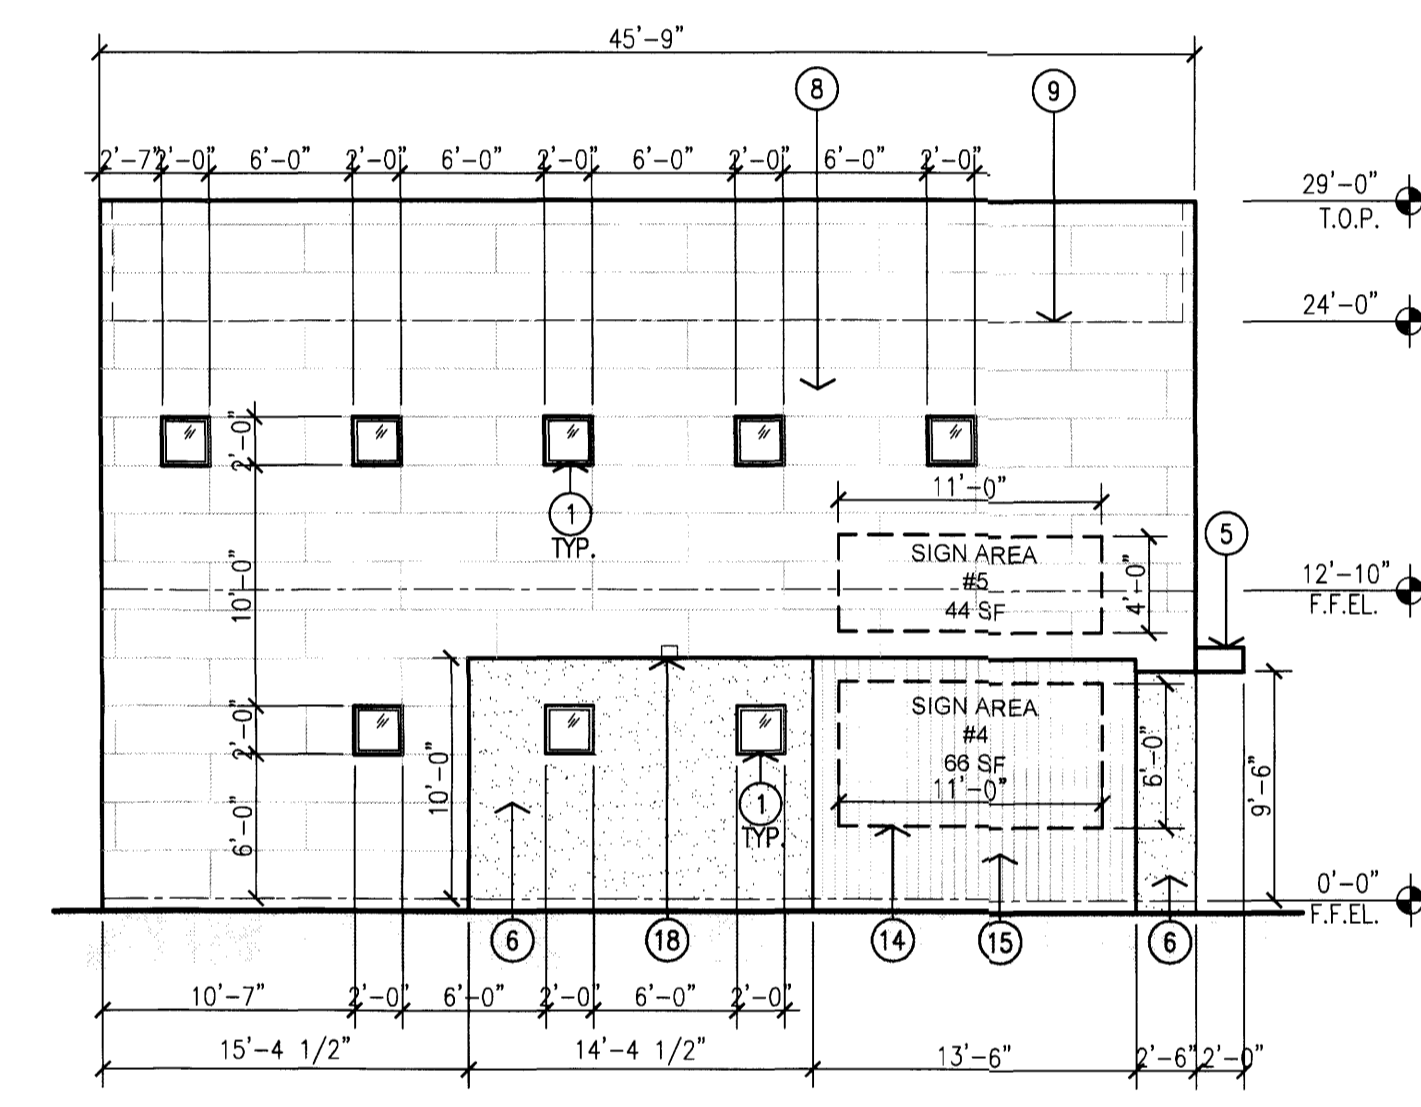 45'-9"
8
9
2'-7" 2'-0" 6'-0" 2'-0" 6'-0" 2'-0" 6'-0" 2'-0" 6'-0" 2'-0"
29'-0"
T.O.P.
24'-0"
2'-0"
11'-0"
1
TYP.
5
SIGN AREA
#5
44 SF
4'-0"
10'-0"
12'-10"
F.F.EL.
SIGN AREA
#4
66 SF
11'-0"
6'-0"
2'-0"
10'-0"
1
TYP.
9'-6"
6'-0"
0'-0"
F.F.EL.
6
18
14
15
6
10'-7" 2'-0" 6'-0" 2'-0" 6'-0" 2'-0"
15'-4 1/2" 14'-4 1/2" 13'-6" 2'-6" 2'-0"